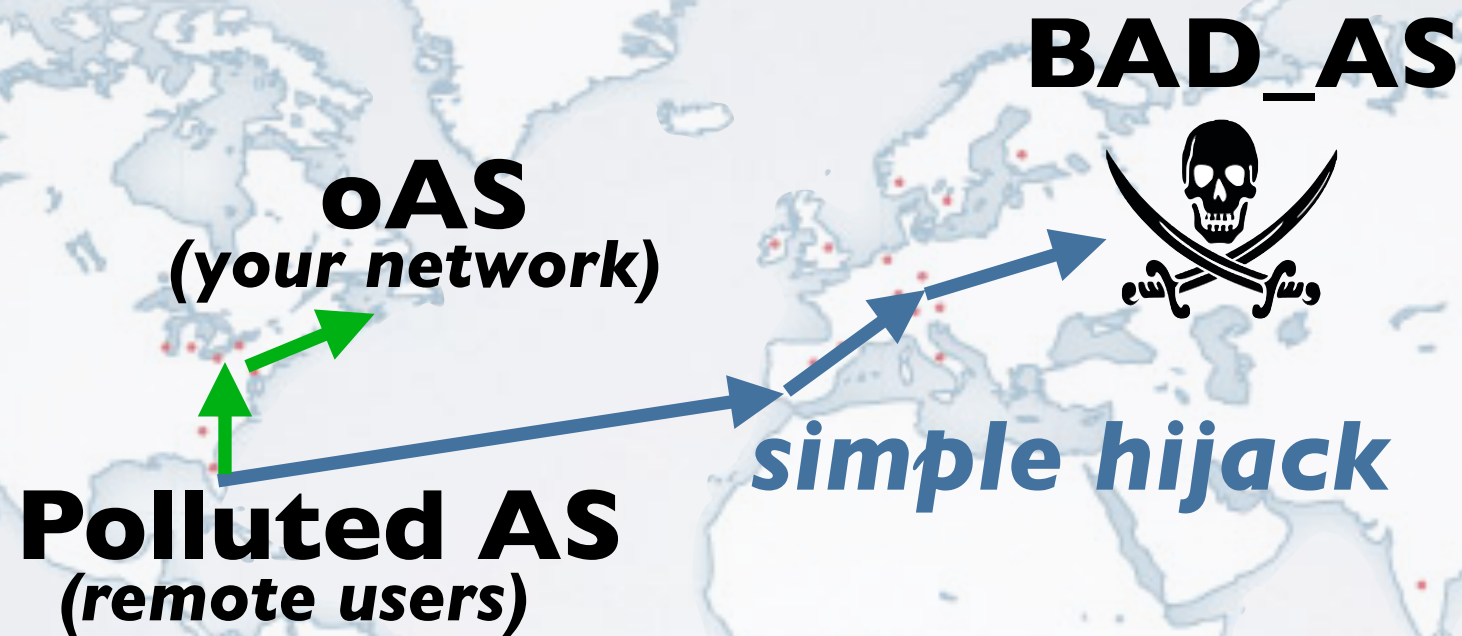 BAD_AS
oAS
(your network)
simple hijack
Polluted AS
(remote users)